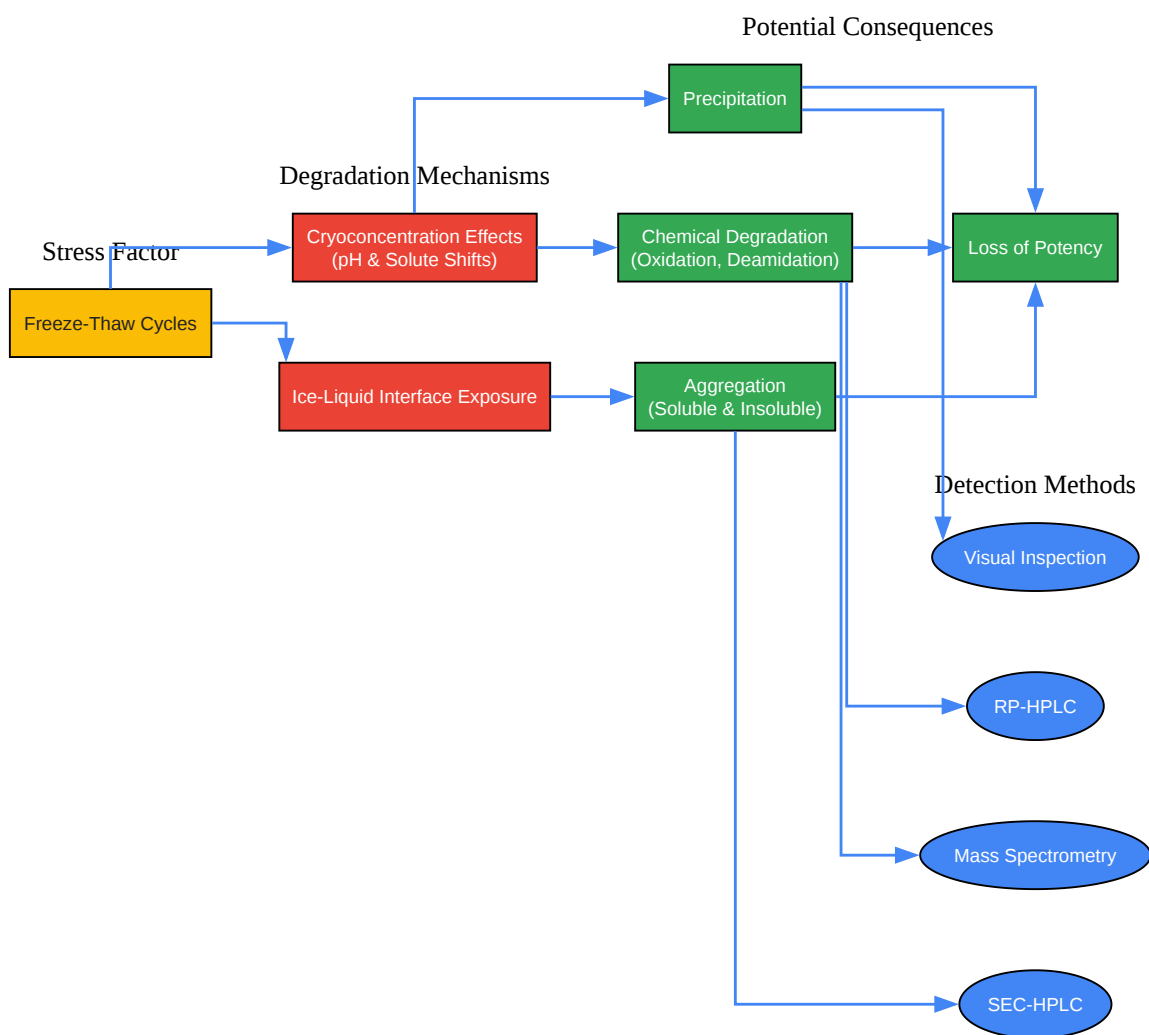 Potential Consequences
Precipitation
Degradation Mechanisms
Cryoconcentration Effects
(pH & Solute Shifts)
Chemical Degradation
(Oxidation, Deamidation)
Loss of Potency
Stress Factor
Freeze-Thaw Cycles
Ice-Liquid Interface Exposure
Aggregation
(Soluble & Insoluble)
Detection Methods
Visual Inspection
RP-HPLC
Mass Spectrometry
SEC-HPLC